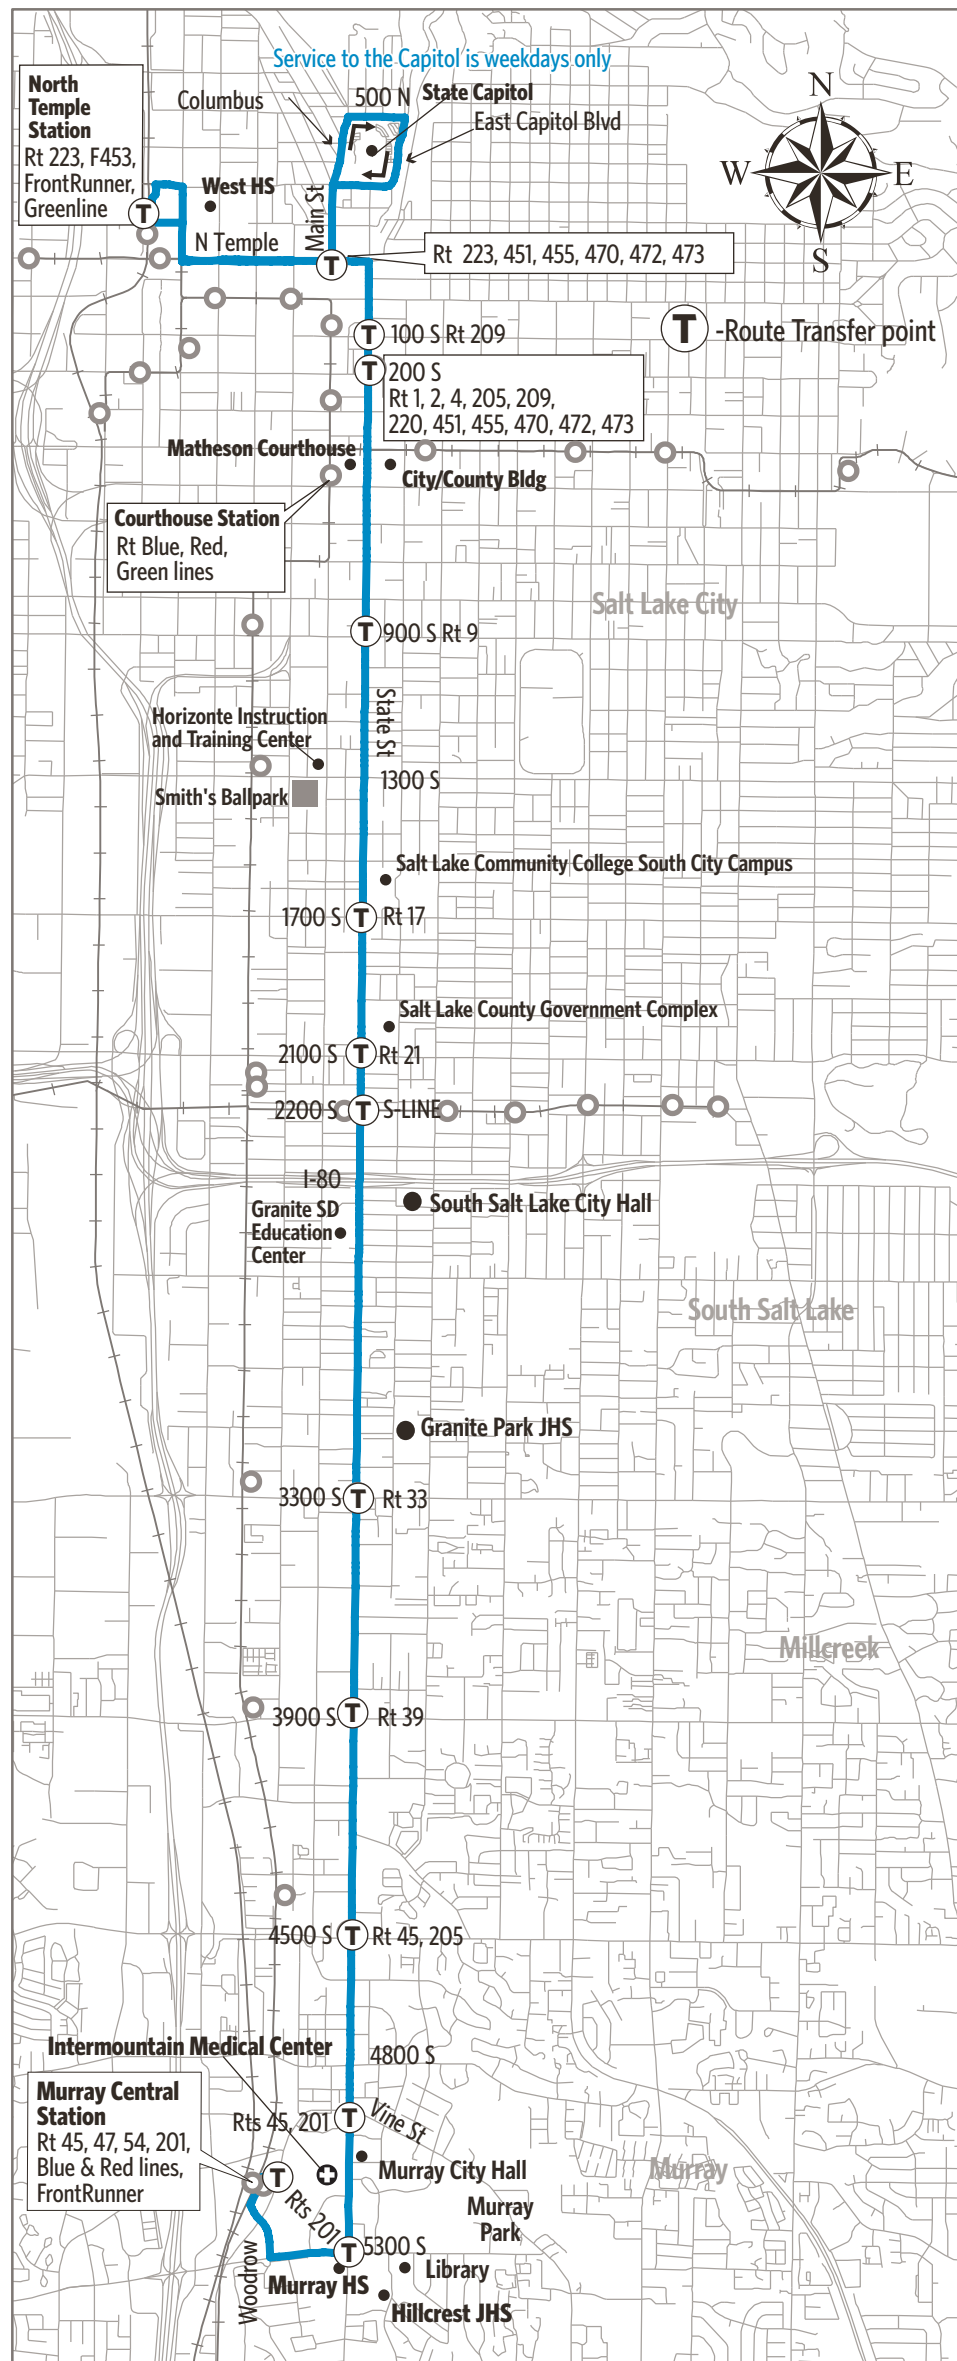 Service to the Capitol is weekdays only
North
Temple
Station
Rt 223, F453,
FrontRunner,
Greenline
Columbus
500 N
State Capitol
East Capitol Blvd
N
W
E
S
West HS
Main St
N Temple
Rt 223, 451, 455, 470, 472, 473
T
T
T -Route Transfer point
T 100 S Rt 209
T 200 S
Rt 1, 2, 4, 205, 209,
220, 451, 455, 470, 472, 473
Matheson Courthouse
City/County Bldg
Courthouse Station
Rt Blue, Red,
Green lines
Salt Lake City
T 900 S Rt 9
State St
Horizonte Instruction
and Training Center
1300 S
Smith's Ballpark
Salt Lake Community College South City Campus
1700 S T Rt 17
Salt Lake County Government Complex
2100 S T Rt 21
2200 S T S-LINE
I-80
South Salt Lake City Hall
Granite SD
Education
Center
South Salt Lake
Granite Park JHS
3300 S T Rt 33
Millcreek
3900 S T Rt 39
4500 S T Rt 45, 205
Intermountain Medical Center
4800 S
Murray Central
Station
Rt 45, 47, 54, 201,
Blue & Red lines,
FrontRunner
Rts 45, 201 T
Vine St
Murray City Hall
Murray
T
Rts 201
Murray
Park
T 5300 S
Woodrow
Library
Murray HS
Hillcrest JHS